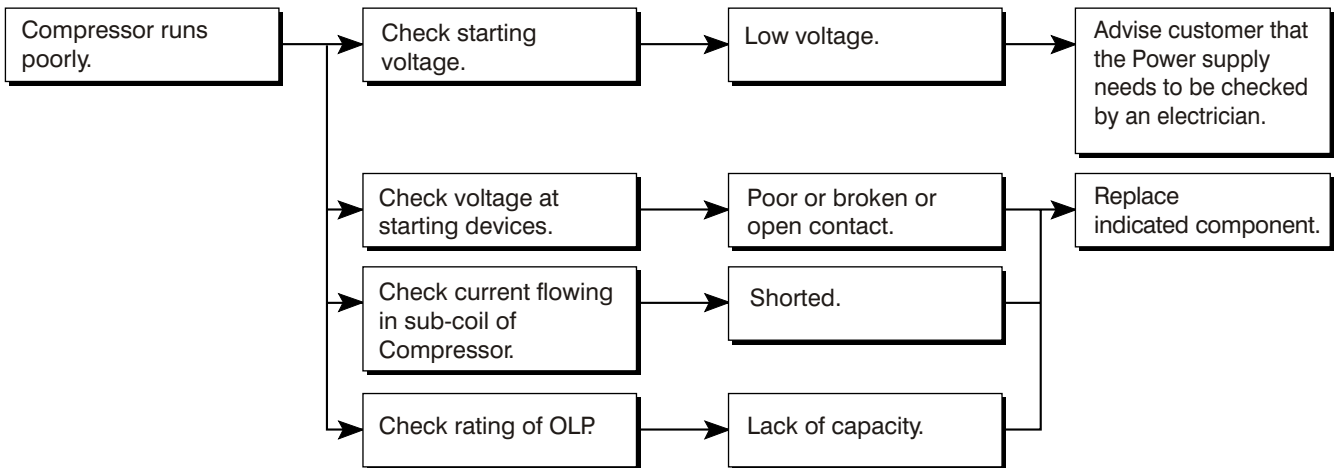 Compressor runs
poorly.
Check starting
voltage.
Low voltage.
Advise customer that
the Power supply
needs to be checked
by an electrician.
Check voltage at
starting devices.
Poor or broken or
open contact.
Replace
indicated component.
Check current flowing
in sub-coil of
Compressor.
Shorted.
Check rating of OLP.
Lack of capacity.